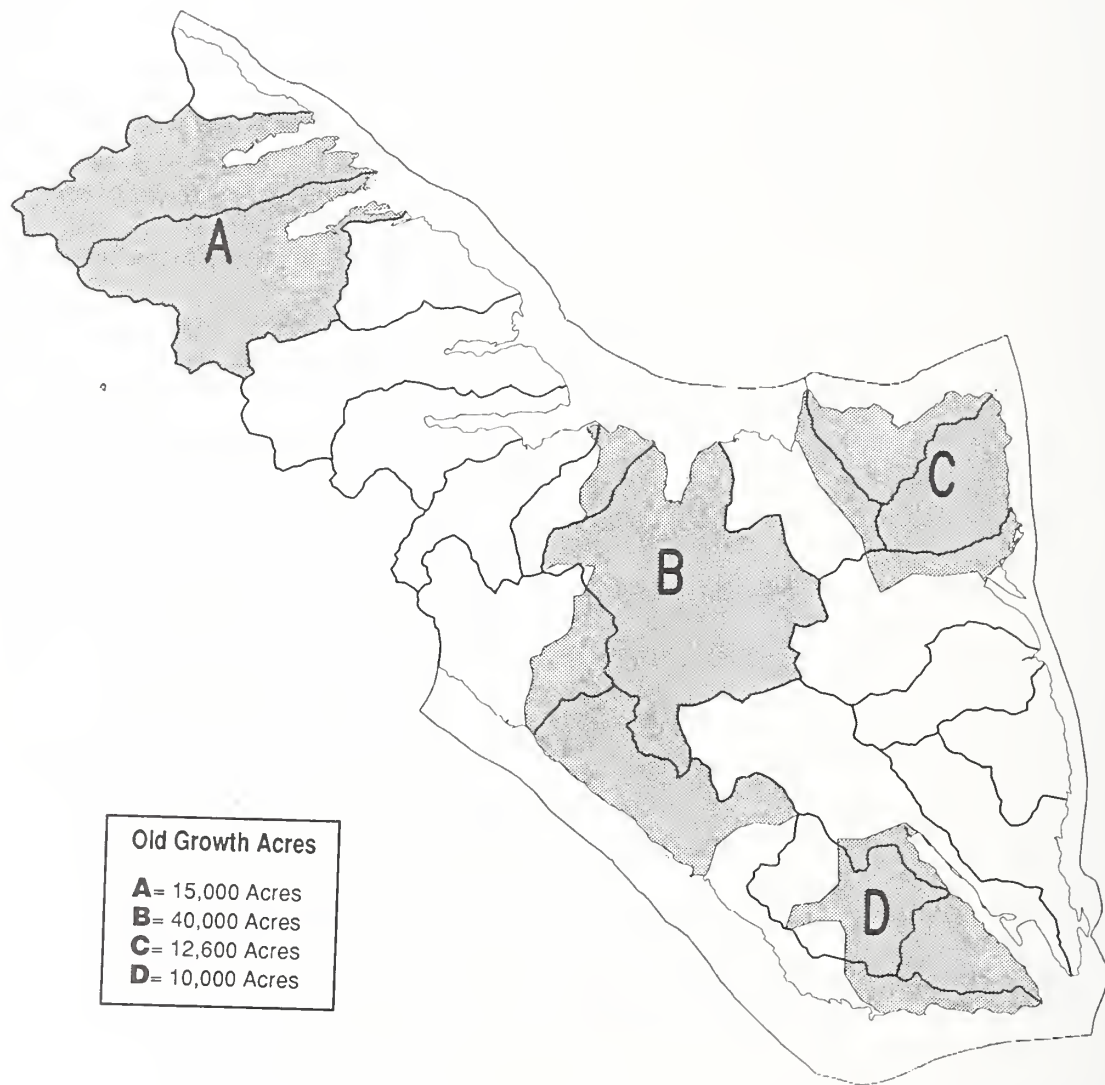 A
C
B
D
Old Growth Acres
A= 15,000 Acres
B= 40,000 Acres
C= 12,600 Acres
D= 10,000 Acres